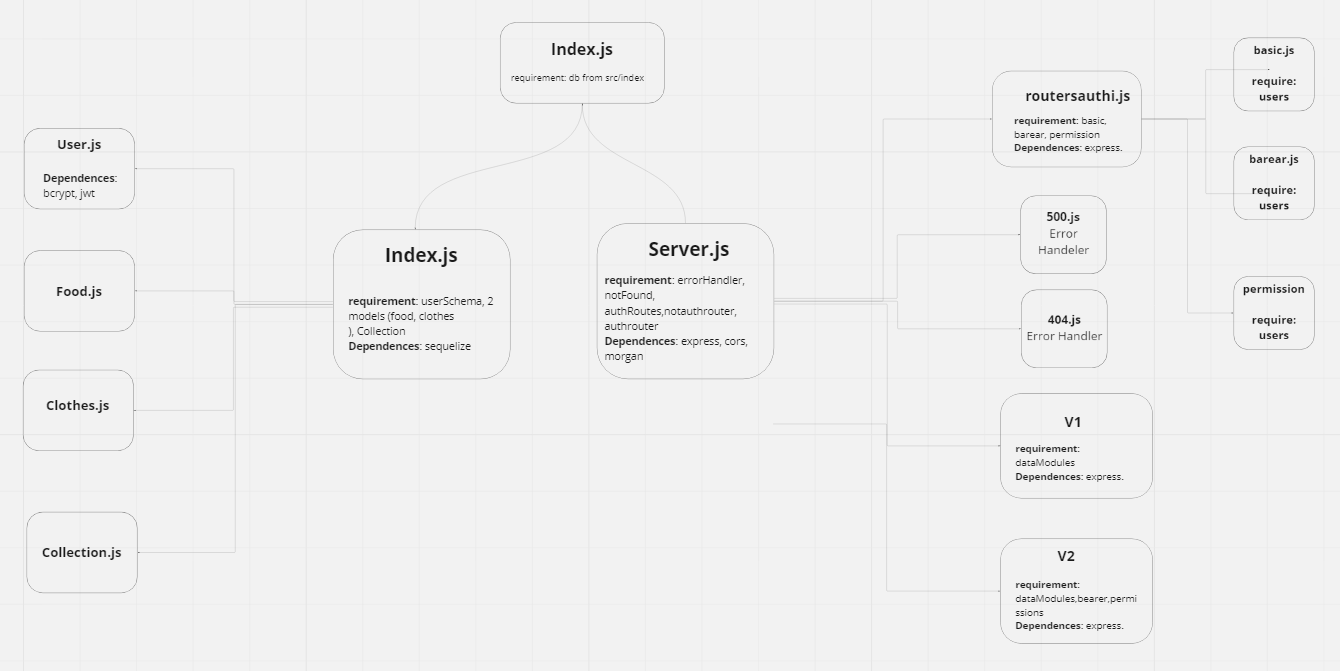 Index.js
requirement: db from src/index
User.js
Dependences:
bcrypt, jwt
Food.js
Clothes.js
Collection.js
Index.js
requirement: userSchema, 2
models (food, clothes
), Collection
Dependences: sequelize
Server.js
requirement: errorHandler,
notFound,
authRoutes,notauthrouter,
authrouter
Dependences: express, cors,
morgan
routersauthi.js
requirement: basic,
barear, permission
Dependences: express.
500.js
Error
Handeler
404.js
Error Handler
V1
requirement:
dataModules
Dependences: express.
V2
requirement:
dataModules,bearer,permi
ssions
Dependences: express.
basic.js
require:
users
barear.js
require:
users
permission
require:
users